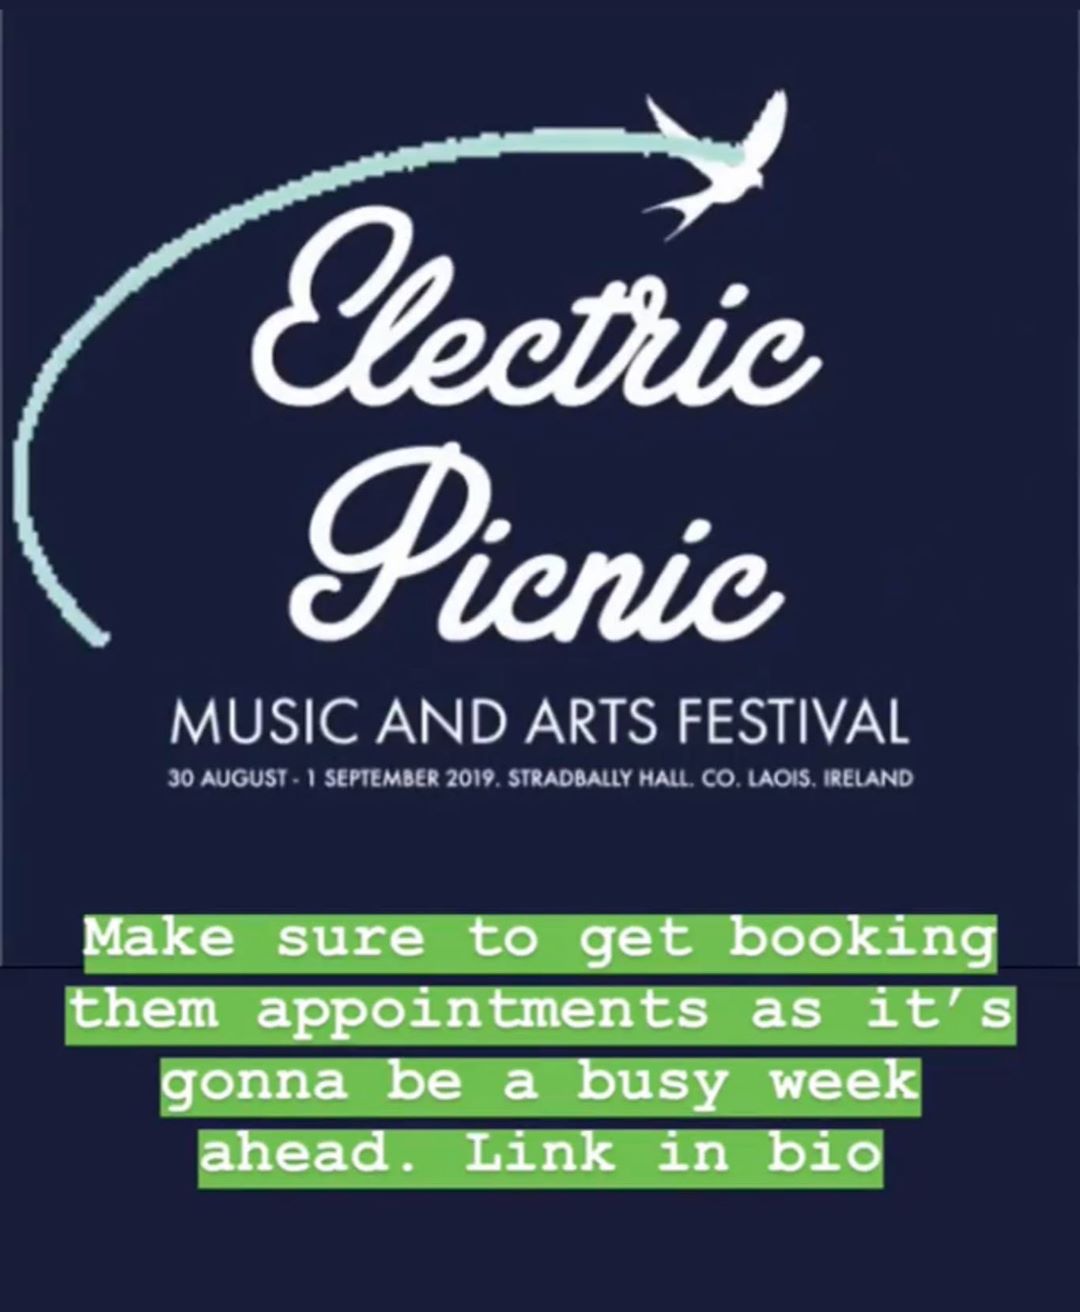 Electric
Picnic
MUSIC AND ARTS FESTIVAL
30 AUGUST - 1 SEPTEMBER 2019. STRADBALLY HALL. CO. LAOIS. IRELAND
Make sure to get booking
them appointments as it’s
gonna be a busy week
ahead. Link in bio